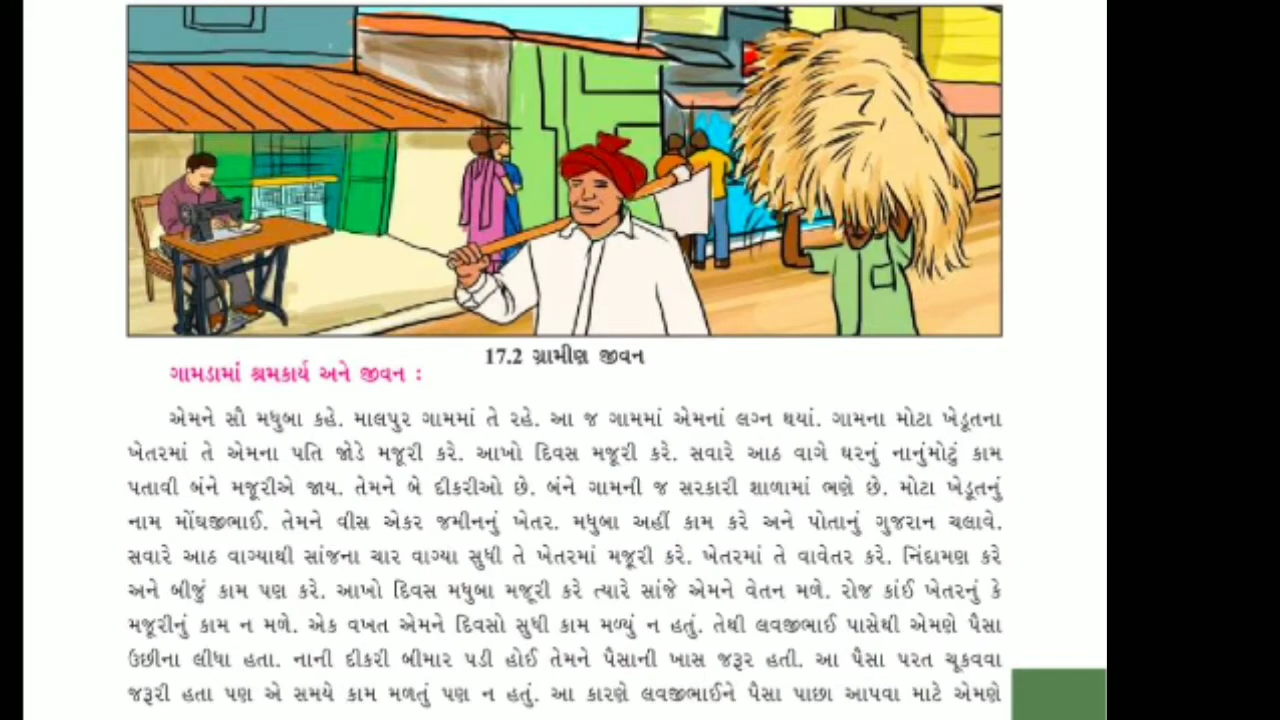 17.2 ગ્રામીણ જીવન
ગામડામાં શ્રમકાર્ય અને જીવન :
એમને સૌ મધુબા કહે. માલપુર ગામમાં તે રહે. આ જ ગામમાં એમનાં લગ્ન થયાં. ગામના મોટા ખેડૂતના
ખેતરમાં તે એમના પતિ જોડે મજૂરી કરે. આખો દિવસ મજૂરી કરે. સવારે આઠ વાગે ઘરનું નાનુંમોટું કામ
પતાવી બંને મજૂરીએ જાય. તેમને બે દીકરીઓ છે. બંને ગામની જ સરકારી શાળામાં ભણે છે. મોટા ખેડૂતનું
નામ મોંઘજીભાઈ. તેમને વીસ એકર જમીનનું ખેતર. મધુબા અહીં કામ કરે અને પોતાનું ગુજરાન ચલાવે.
સવારે આઠ વાગ્યાથી સાંજના ચાર વાગ્યા સુધી તે ખેતરમાં મજૂરી કરે. ખેતરમાં તે વાવેતર કરે. નિંદામણ કરે
અને બીજું કામ પણ કરે. આખો દિવસ મધુબા મજૂરી કરે ત્યારે સાંજે એમને વેતન મળે. રોજ કાંઈ ખેતરનું કે
મજૂરીનું કામ ન મળે. એક વખત એમને દિવસો સુધી કામ મળ્યું ન હતું. તેથી લવજીભાઈ પાસેથી એમણે પૈસા
ઉછીના લીધા હતા. નાની દીકરી બીમાર પડી હોઈ તેમને પૈસાની ખાસ જરૂર હતી. આ પૈસા પરત ચૂકવવા
જરૂરી હતા પણ એ સમયે કામ મળતું પણ ન હતું. આ કારણે લવજીભાઈને પૈસા પાછા આપવા માટે એમણે